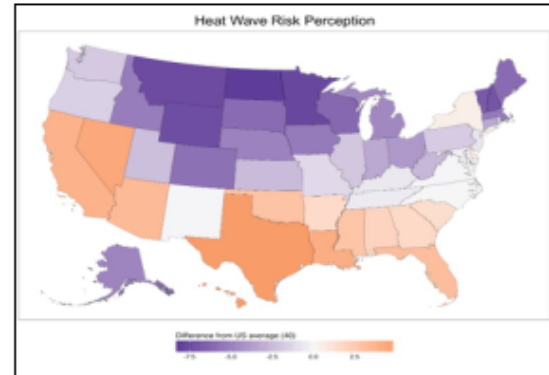 Heat Wave Risk Perception
Difference from US average (40)
-7.5 -5.0 -2.5 0.0 2.5